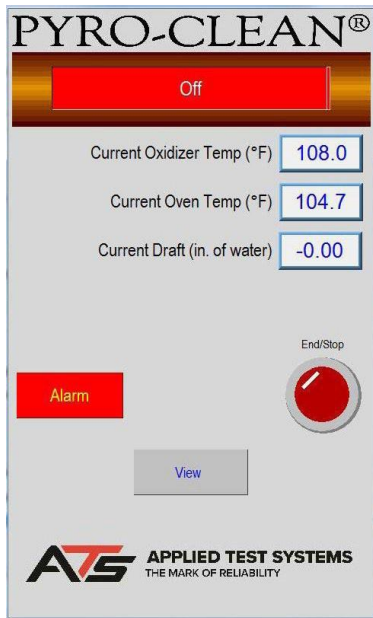 PYRO-CLEAN®
Off
Current Oxidizer Temp (°F) 108.0
Current Oven Temp (°F) 104.7
Current Draft (in. of water) -0.00
End/Stop
Alarm
View
ATS APPLIED TEST SYSTEMS
THE MARK OF RELIABILITY